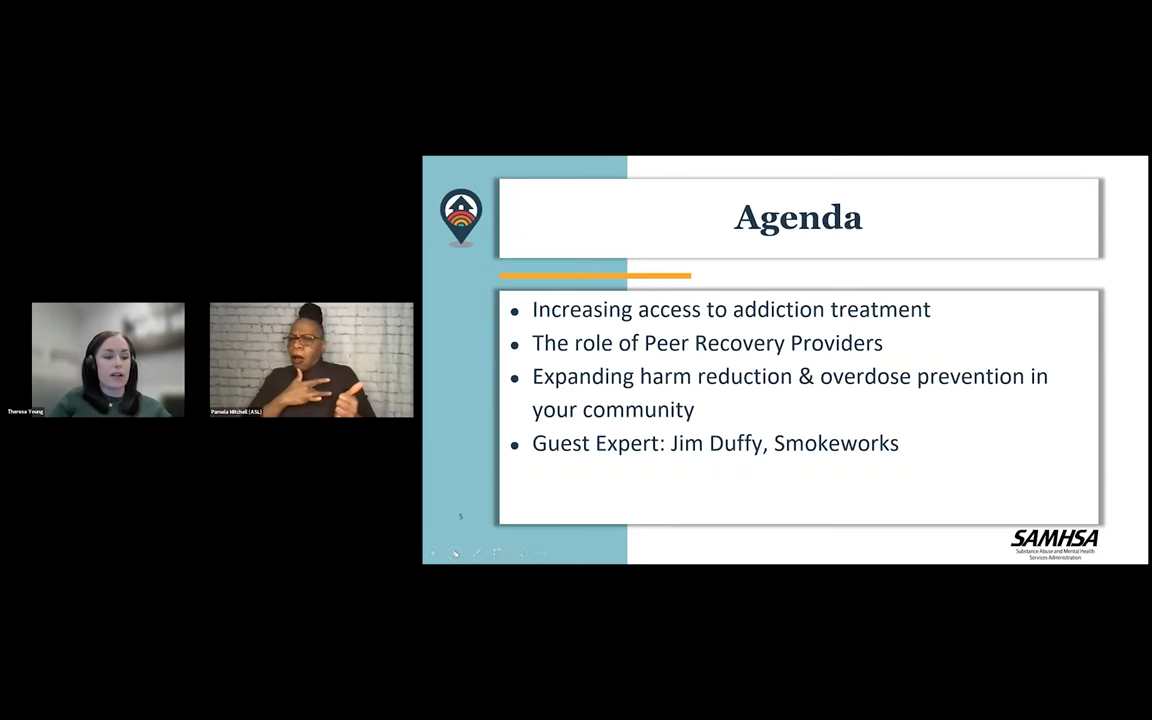 Agenda
• Increasing access to addiction treatment
• The role of Peer Recovery Providers
• Expanding harm reduction & overdose prevention in
your community
• Guest Expert: Jim Duffy, Smokeworks
Theresa Young
Pamela Mitchell (ASL)
5
SAMHSA
Substance Abuse and Mental Health
Services Administration